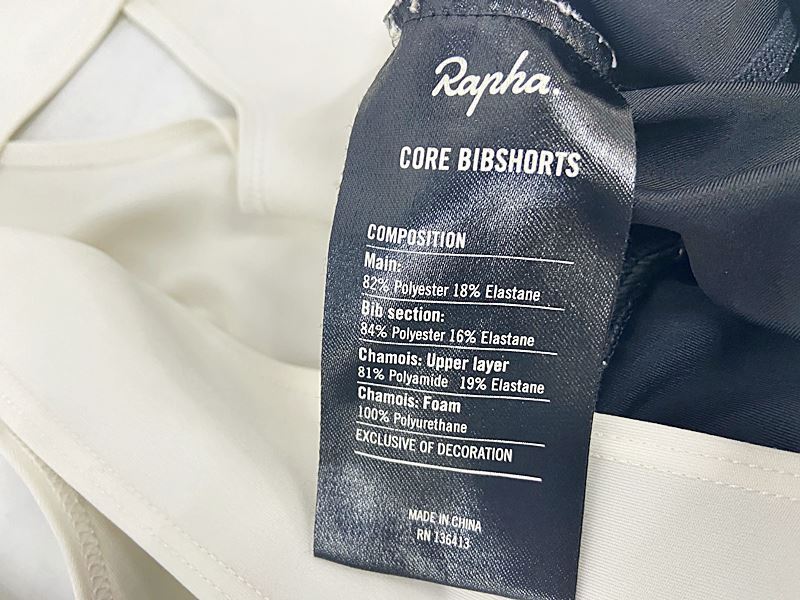 Rapha.
CORE BIBSHORTS
COMPOSITION
Main:
82% Polyester 18% Elastane
Bib section:
84% Polyester 16% Elastane
Chamois: Upper layer
81% Polyamide 19% Elastane
Chamois: Foam
100% Polyurethane
EXCLUSIVE OF DECORATION
MADE IN CHINA
RN 136413